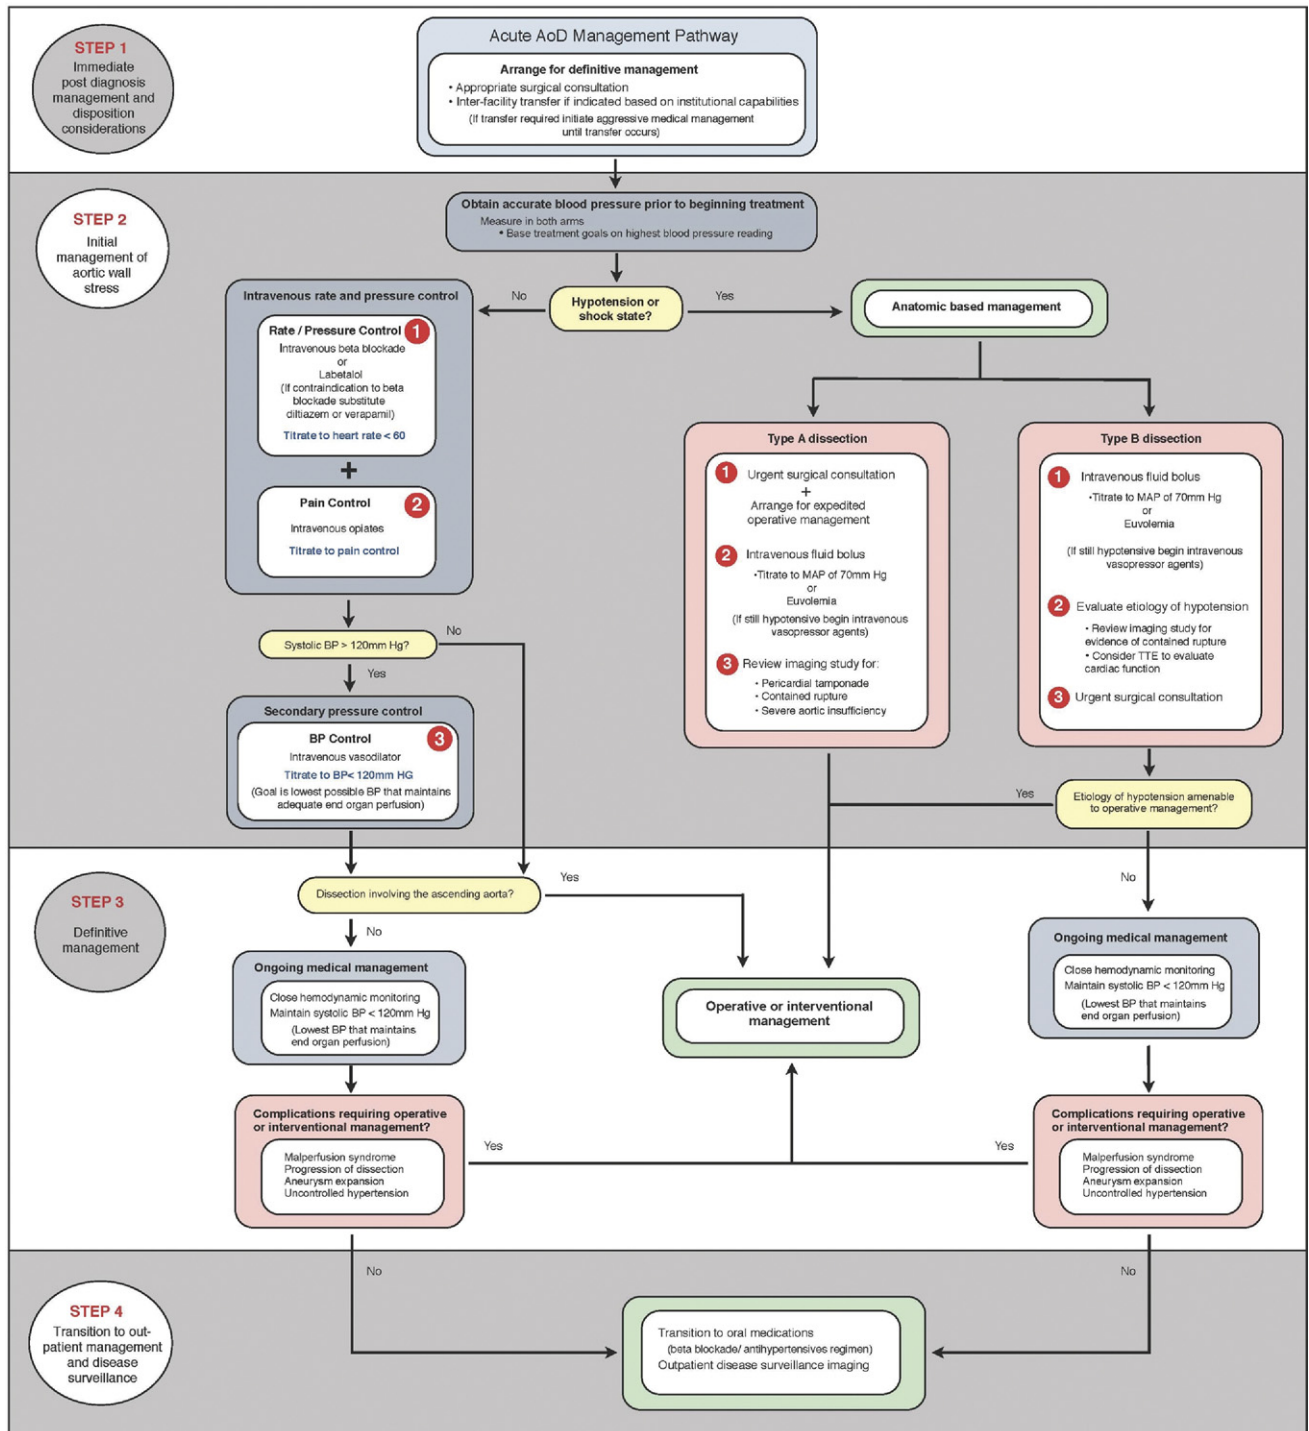 STEP 1
Immediate
post diagnosis
management and
disposition
considerations
Acute AoD Management Pathway
Arrange for definitive management
• Appropriate surgical consultation
• Inter-facility transfer if indicated based on institutional capabilities
(If transfer required initiate aggressive medical management
until transfer occurs)
STEP 2
Initial
management of
aortic wall
stress
Obtain accurate blood pressure prior to beginning treatment
Measure in both arms
• Base treatment goals on highest blood pressure reading
Hypotension or
shock state?
No
Yes
Intravenous rate and pressure control
Rate / Pressure Control
1
Intravenous beta blockade
or
Labetalol
(If contraindication to beta
blockade substitute
diltiazem or verapamil)
Titrate to heart rate < 60
+
Pain Control
2
Intravenous opiates
Titrate to pain control
Systolic BP > 120mm Hg?
No
Yes
Secondary pressure control
BP Control
3
Intravenous vasodilator
Titrate to BP< 120mm HG
(Goal is lowest possible BP that maintains
adequate end organ perfusion)
Anatomic based management
Type A dissection
1 Urgent surgical consultation
+
Arrange for expedited
operative management
2 Intravenous fluid bolus
•Titrate to MAP of 70mm Hg
or
Euvolemia
(If still hypotensive begin intravenous
vasopressor agents)
3 Review imaging study for:
• Pericardial tamponade
• Contained rupture
• Severe aortic insufficiency
Type B dissection
1 Intravenous fluid bolus
•Titrate to MAP of 70mm Hg
or
Euvolemia
(If still hypotensive begin intravenous
vasopressor agents)
2 Evaluate etiology of hypotension
• Review imaging study for
evidence of contained rupture
• Consider TTE to evaluate
cardiac function
3 Urgent surgical consultation
Etiology of hypotension amenable
to operative management?
Yes
No
STEP 3
Definitive
management
Dissection involving the ascending aorta?
Yes
No
Ongoing medical management
Close hemodynamic monitoring
Maintain systolic BP < 120mm Hg
(Lowest BP that maintains
end organ perfusion)
Complications requiring operative
or interventional management?
Malperfusion syndrome
Progression of dissection
Aneurysm expansion
Uncontrolled hypertension
Yes
Operative or interventional
management
Ongoing medical management
Close hemodynamic monitoring
Maintain systolic BP < 120mm Hg
(Lowest BP that maintains
end organ perfusion)
Complications requiring operative
or interventional management?
Malperfusion syndrome
Progression of dissection
Aneurysm expansion
Uncontrolled hypertension
Yes
No
No
STEP 4
Transition to out-
patient management
and disease
surveillance
Transition to oral medications
(beta blockade/ antihypertensives regimen)
Outpatient disease surveillance imaging